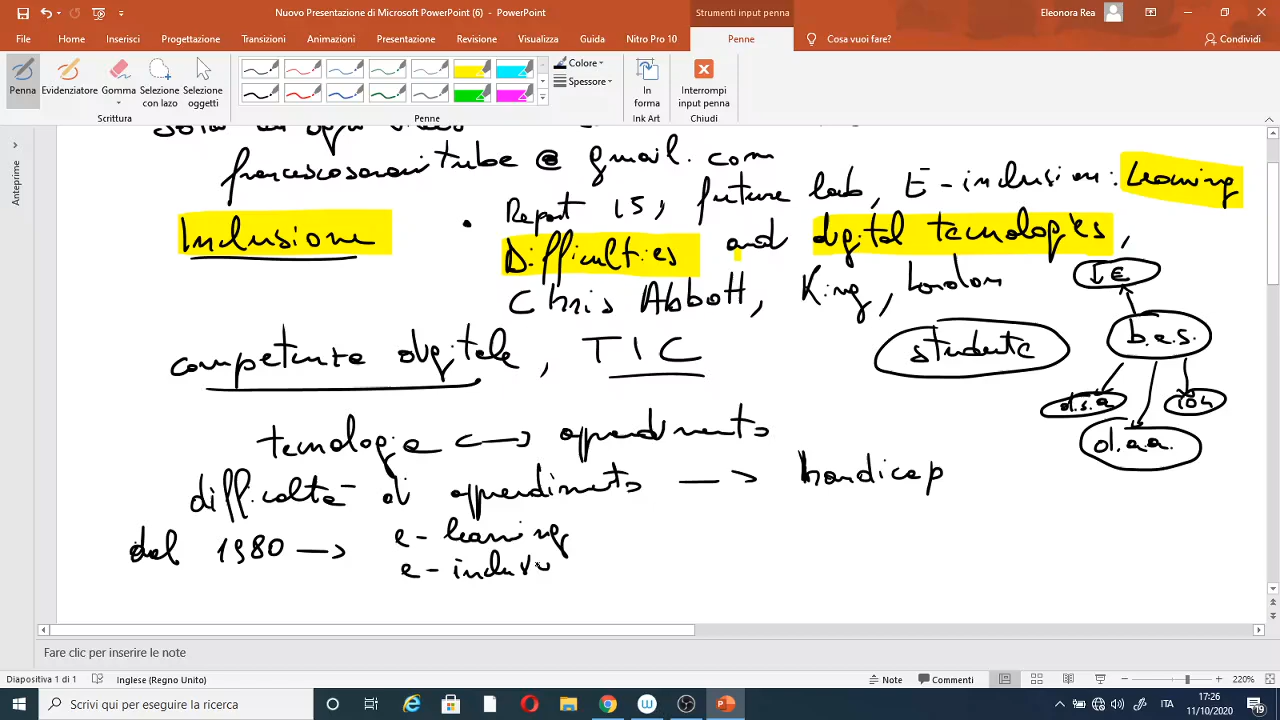 Nuovo Presentazione di Microsoft PowerPoint (6) - PowerPoint
Strumenti input penna
Eleonora Rea
File Home Inserisci Progettazione Transizioni Animazioni Presentazione Revisione Visualizza Guida Nitro Pro 10 Penne Cosa vuoi fare? Condividi
Penna Evidenziatore Gomma Selezione con lazo Selezione oggetti
Colore
Spessore
In forma
Interrompi input penna
Scrittura Penne Ink Art Chiudi
Anteprime
@ gmail.com
Inclusione
• Report 15, future lab, E-inclusion: Learning
Difficulties and digital tecnologies,
Chris Abbott, King, London
↓ €
b.e.s.
competenze digitale, TIC
studente
d.s.a
104
d.a.a.
tecnologie <-> apprendimento
difficoltà di apprendimento -> handicap
dal 1980 -> e-learning
e-inclusio
Fare clic per inserire le note
Diapositiva 1 di 1 Inglese (Regno Unito) Note Commenti 220%
Scrivi qui per eseguire la ricerca
ITA
17:26
11/10/2020
19